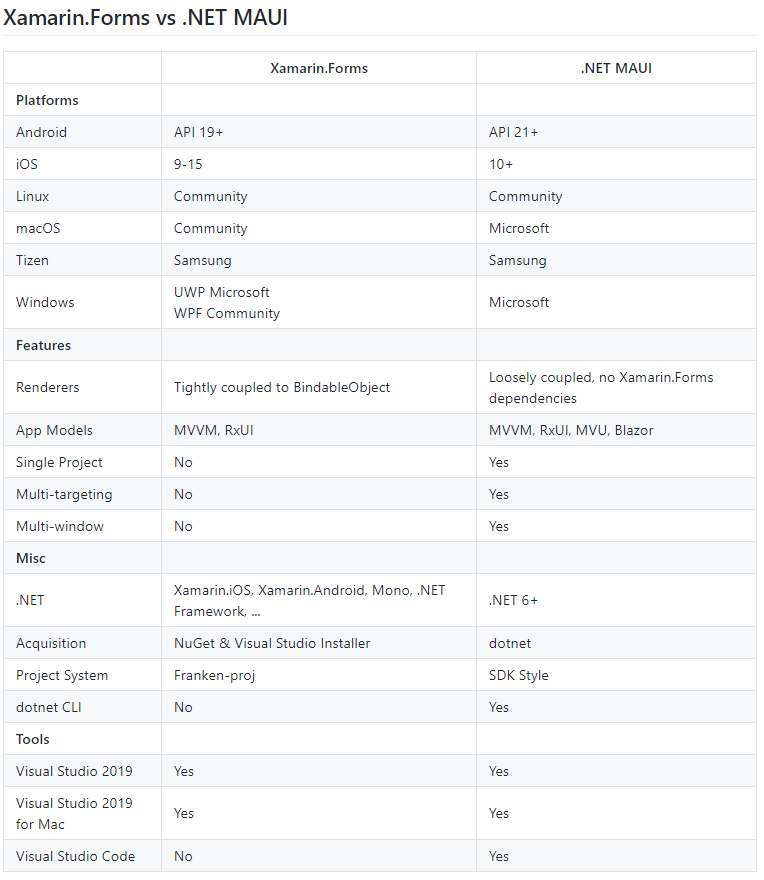 Xamarin.Forms vs .NET MAUI
Xamarin.Forms .NET MAUI
Platforms
Android API 19+ API 21+
iOS 9-15 10+
Linux Community Community
macOS Community Microsoft
Tizen Samsung Samsung
Windows UWP Microsoft
WPF Community Microsoft
Features
Renderers Tightly coupled to BindableObject Loosely coupled, no Xamarin.Forms
dependencies
App Models MVVM, RxUI MVVM, RxUI, MVU, Blazor
Single Project No Yes
Multi-targeting No Yes
Multi-window No Yes
Misc
.NET Xamarin.iOS, Xamarin.Android, Mono, .NET
Framework, ... .NET 6+
Acquisition NuGet & Visual Studio Installer dotnet
Project System Franken-proj SDK Style
dotnet CLI No Yes
Tools
Visual Studio 2019 Yes Yes
Visual Studio 2019
for Mac Yes Yes
Visual Studio Code No Yes